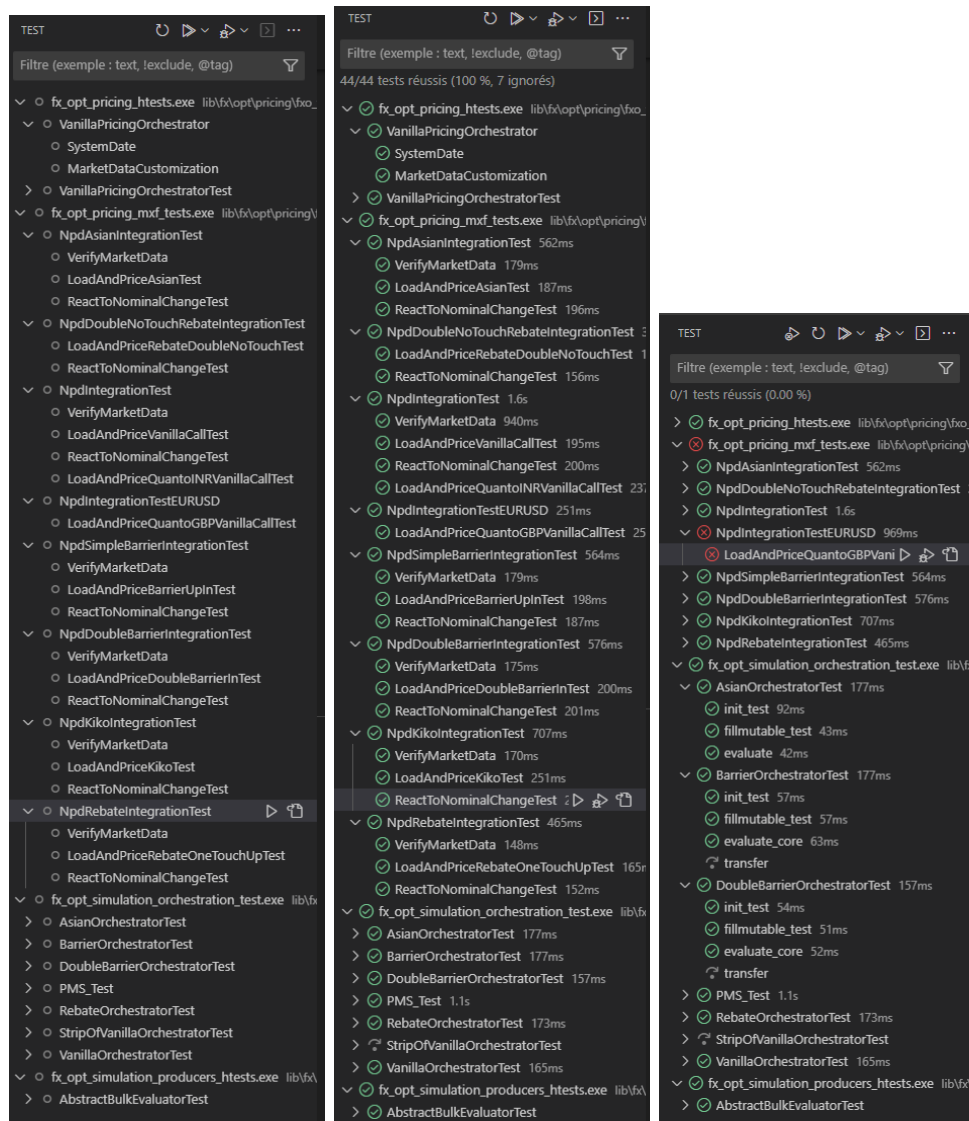 TEST
Filtre (exemple : text, !exclude, @tag)
fx_opt_pricing_htests.exe lib\fx\opt\pricing\fxo_
VanillaPricingOrchestrator
SystemDate
MarketDataCustomization
VanillaPricingOrchestratorTest
fx_opt_pricing_mxf_tests.exe lib\fx\opt\pricing\
NpdAsianIntegrationTest
VerifyMarketData
LoadAndPriceAsianTest
ReactToNominalChangeTest
NpdDoubleNoTouchRebateIntegrationTest
LoadAndPriceRebateDoubleNoTouchTest
ReactToNominalChangeTest
NpdIntegrationTest
VerifyMarketData
LoadAndPriceVanillaCallTest
ReactToNominalChangeTest
LoadAndPriceQuantoINRVanillaCallTest
NpdIntegrationTestEURUSD
LoadAndPriceQuantoGBPVanillaCallTest
NpdSimpleBarrierIntegrationTest
VerifyMarketData
LoadAndPriceBarrierUpInTest
ReactToNominalChangeTest
NpdDoubleBarrierIntegrationTest
VerifyMarketData
LoadAndPriceDoubleBarrierInTest
ReactToNominalChangeTest
NpdKikoIntegrationTest
VerifyMarketData
LoadAndPriceKikoTest
ReactToNominalChangeTest
NpdRebateIntegrationTest
VerifyMarketData
LoadAndPriceRebateOneTouchUpTest
ReactToNominalChangeTest
fx_opt_simulation_orchestration_test.exe lib\fx
AsianOrchestratorTest
BarrierOrchestratorTest
DoubleBarrierOrchestratorTest
PMS_Test
RebateOrchestratorTest
StripOfVanillaOrchestratorTest
VanillaOrchestratorTest
fx_opt_simulation_producers_htests.exe lib\fx\
AbstractBulkEvaluatorTest
TEST
Filtre (exemple : text, !exclude, @tag)
44/44 tests réussis (100 %, 7 ignorés)
fx_opt_pricing_htests.exe lib\fx\opt\pricing\fxo_
VanillaPricingOrchestrator
SystemDate
MarketDataCustomization
VanillaPricingOrchestratorTest
fx_opt_pricing_mxf_tests.exe lib\fx\opt\pricing\
NpdAsianIntegrationTest 562ms
VerifyMarketData 179ms
LoadAndPriceAsianTest 187ms
ReactToNominalChangeTest 196ms
NpdDoubleNoTouchRebateIntegrationTest 3
LoadAndPriceRebateDoubleNoTouchTest 1
ReactToNominalChangeTest 156ms
NpdIntegrationTest 1.6s
VerifyMarketData 940ms
LoadAndPriceVanillaCallTest 195ms
ReactToNominalChangeTest 200ms
LoadAndPriceQuantoINRVanillaCallTest 237
NpdIntegrationTestEURUSD 251ms
LoadAndPriceQuantoGBPVanillaCallTest 25
NpdSimpleBarrierIntegrationTest 564ms
VerifyMarketData 179ms
LoadAndPriceBarrierUpInTest 198ms
ReactToNominalChangeTest 187ms
NpdDoubleBarrierIntegrationTest 576ms
VerifyMarketData 175ms
LoadAndPriceDoubleBarrierInTest 200ms
ReactToNominalChangeTest 201ms
NpdKikoIntegrationTest 707ms
VerifyMarketData 170ms
LoadAndPriceKikoTest 251ms
ReactToNominalChangeTest 2
NpdRebateIntegrationTest 465ms
VerifyMarketData 148ms
LoadAndPriceRebateOneTouchUpTest 165m
ReactToNominalChangeTest 152ms
fx_opt_simulation_orchestration_test.exe lib\fx
AsianOrchestratorTest 177ms
BarrierOrchestratorTest 177ms
DoubleBarrierOrchestratorTest 157ms
PMS_Test 1.1s
RebateOrchestratorTest 173ms
StripOfVanillaOrchestratorTest
VanillaOrchestratorTest 165ms
fx_opt_simulation_producers_htests.exe lib\fx\
AbstractBulkEvaluatorTest
TEST
Filtre (exemple : text, !exclude, @tag)
0/1 tests réussis (0.00 %)
fx_opt_pricing_htests.exe lib\fx\opt\pricing\fxo_
fx_opt_pricing_mxf_tests.exe lib\fx\opt\pricing\
NpdAsianIntegrationTest 562ms
NpdDoubleNoTouchRebateIntegrationTest
NpdIntegrationTest 1.6s
NpdIntegrationTestEURUSD 969ms
LoadAndPriceQuantoGBPVani
NpdSimpleBarrierIntegrationTest 564ms
NpdDoubleBarrierIntegrationTest 576ms
NpdKikoIntegrationTest 707ms
NpdRebateIntegrationTest 465ms
fx_opt_simulation_orchestration_test.exe lib\fx
AsianOrchestratorTest 177ms
init_test 92ms
fillmutable_test 43ms
evaluate 42ms
BarrierOrchestratorTest 177ms
init_test 57ms
fillmutable_test 57ms
evaluate_core 63ms
transfer
DoubleBarrierOrchestratorTest 157ms
init_test 54ms
fillmutable_test 51ms
evaluate_core 52ms
transfer
PMS_Test 1.1s
RebateOrchestratorTest 173ms
StripOfVanillaOrchestratorTest
VanillaOrchestratorTest 165ms
fx_opt_simulation_producers_htests.exe lib\fx
AbstractBulkEvaluatorTest